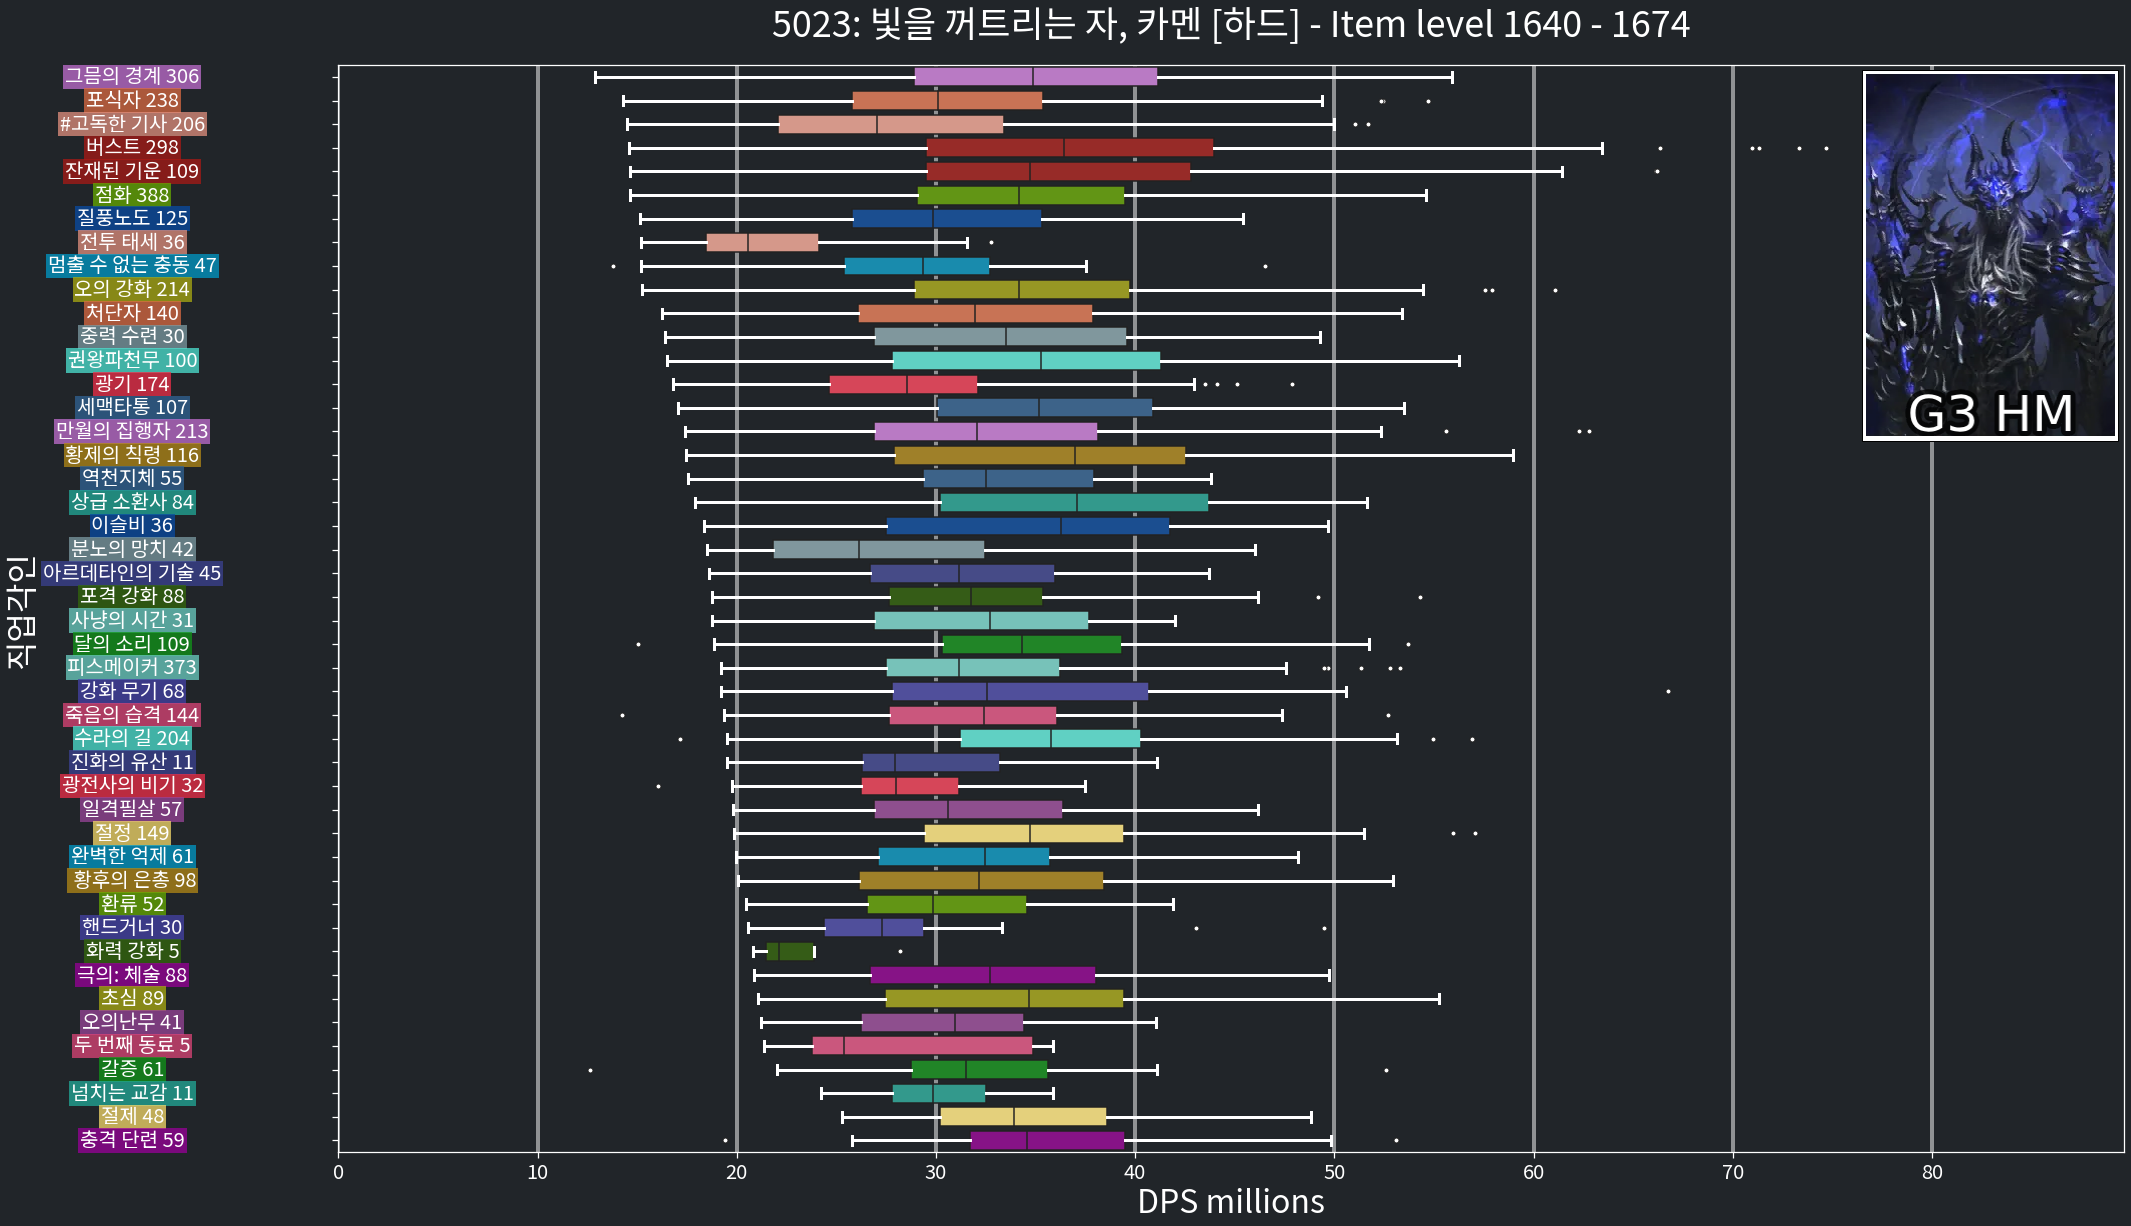 5023: 빛을 꺼트리는 자, 카멘 [하드] - Item level 1640 - 1674
그믐의 경계 306
포식자 238
#고독한 기사 206
버스트 298
잔재된 기운 109
점화 388
질풍노도 125
전투 태세 36
멈출 수 없는 충동 47
오의 강화 214
처단자 140
중력 수련 30
권왕파천무 100
광기 174
세맥타통 107
만월의 집행자 213
황제의 칙령 116
역천지체 55
상급 소환사 84
이슬비 36
분노의 망치 42
아르데타인의 기술 45
포격 강화 88
사냥의 시간 31
달의 소리 109
피스메이커 373
강화 무기 68
죽음의 습격 144
수라의 길 204
진화의 유산 11
광전사의 비기 32
일격필살 57
절정 149
완벽한 억제 61
황후의 은총 98
환류 52
핸드거너 30
화력 강화 5
극의: 체술 88
초심 89
오의난무 41
두 번째 동료 5
갈증 61
넘치는 교감 11
절제 48
충격 단련 59
직업각인
G3 HM
0 10 20 30 40 50 60 70 80
DPS millions